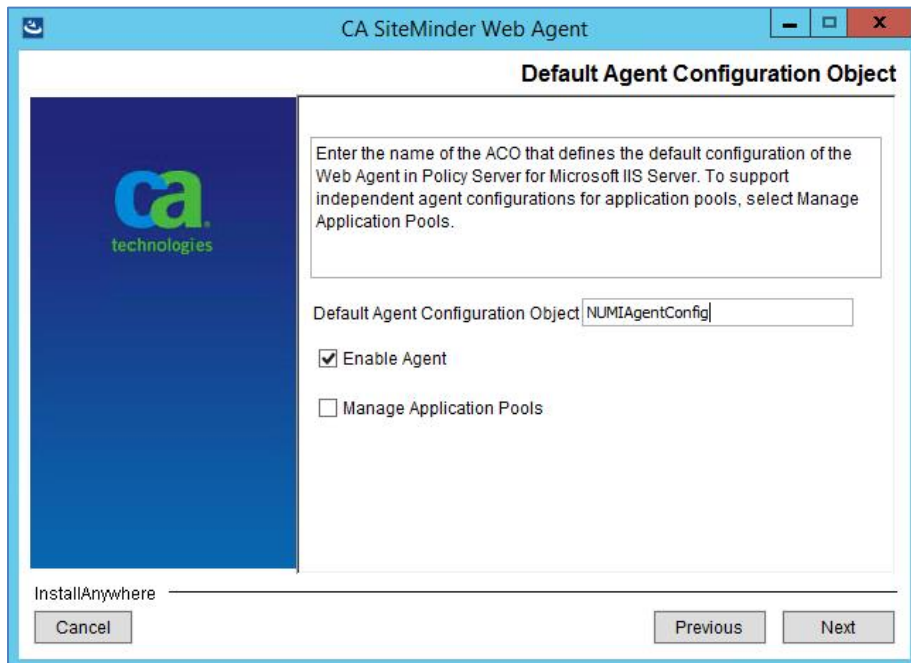 CA SiteMinder Web Agent
Default Agent Configuration Object
ca
technologies
Enter the name of the ACO that defines the default configuration of the
Web Agent in Policy Server for Microsoft IIS Server. To support
independent agent configurations for application pools, select Manage
Application Pools.
Default Agent Configuration Object NUMIAgentConfig
Enable Agent
Manage Application Pools
InstallAnywhere
Cancel Previous Next